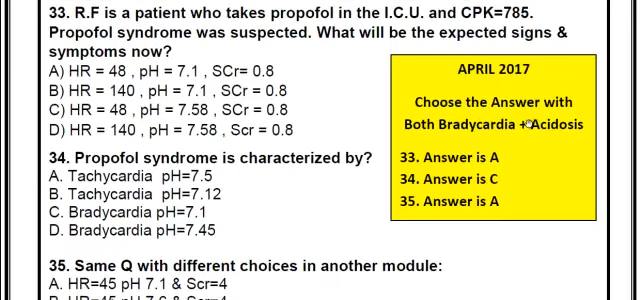 33. R.F is a patient who takes propofol in the I.C.U. and CPK=785.
Propofol syndrome was suspected. What will be the expected signs &
symptoms now?
A) HR = 48 , pH = 7.1 , SCr= 0.8
B) HR = 140 , pH = 7.1 , SCr = 0.8
C) HR = 48 , pH = 7.58 , SCr = 0.8
D) HR = 140 , pH = 7.58 , Scr = 0.8
APRIL 2017
Choose the Answer with
Both Bradycardia + Acidosis
33. Answer is A
34. Answer is C
35. Answer is A
34. Propofol syndrome is characterized by?
A. Tachycardia pH=7.5
B. Tachycardia pH=7.12
C. Bradycardia pH=7.1
D. Bradycardia pH=7.45
35. Same Q with different choices in another module:
A. HR=45 pH 7.1 & Scr=4